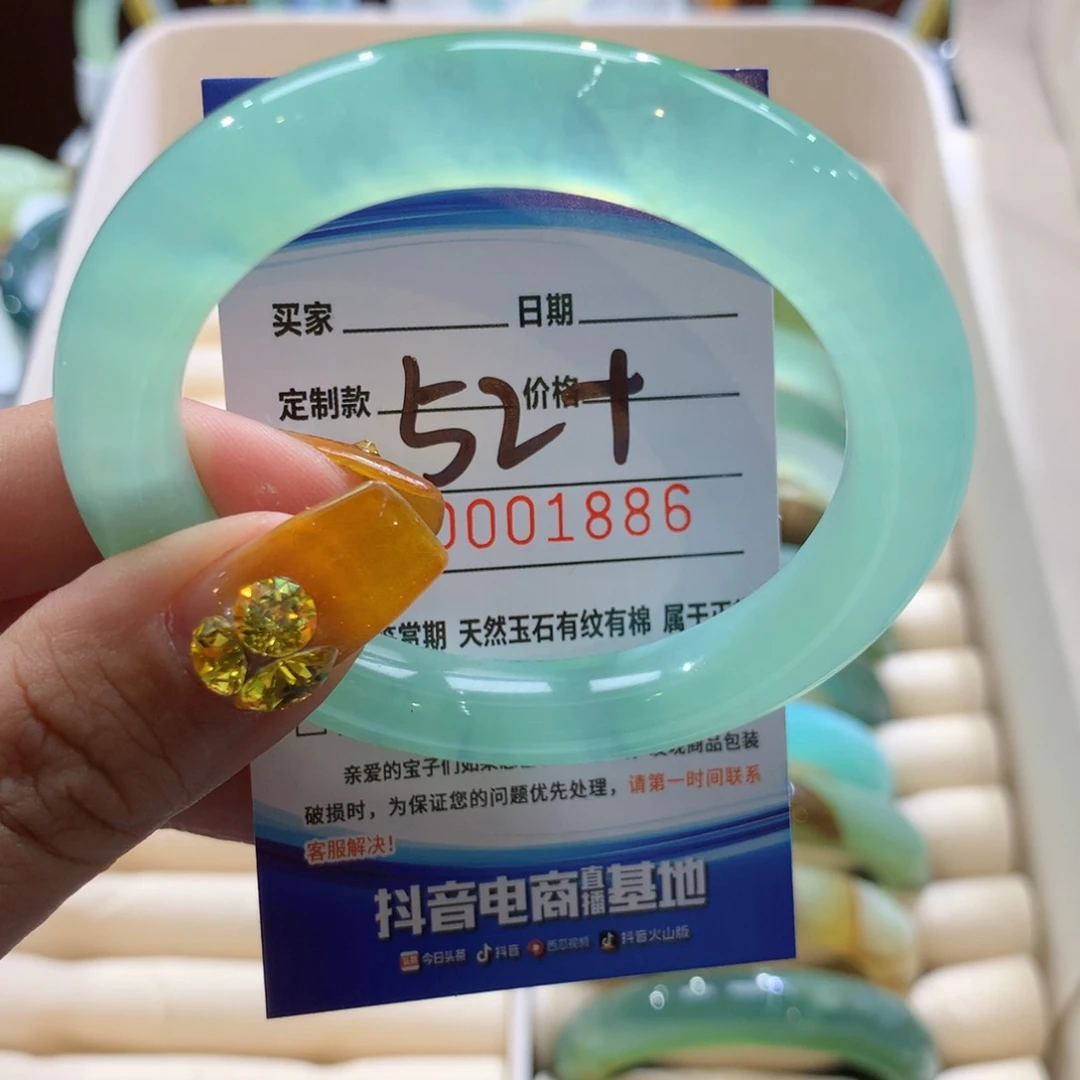 买家 日期
定制款 价格
52+
0001886
赏期 天然玉石有纹有棉 属于正
亲爱的宝子们如果 商品包装
破损时，为保证您的问题优先处理，请第一时间联系
客服解决！
抖音电商直播基地
今日头条 抖音 西瓜视频 抖音火山版